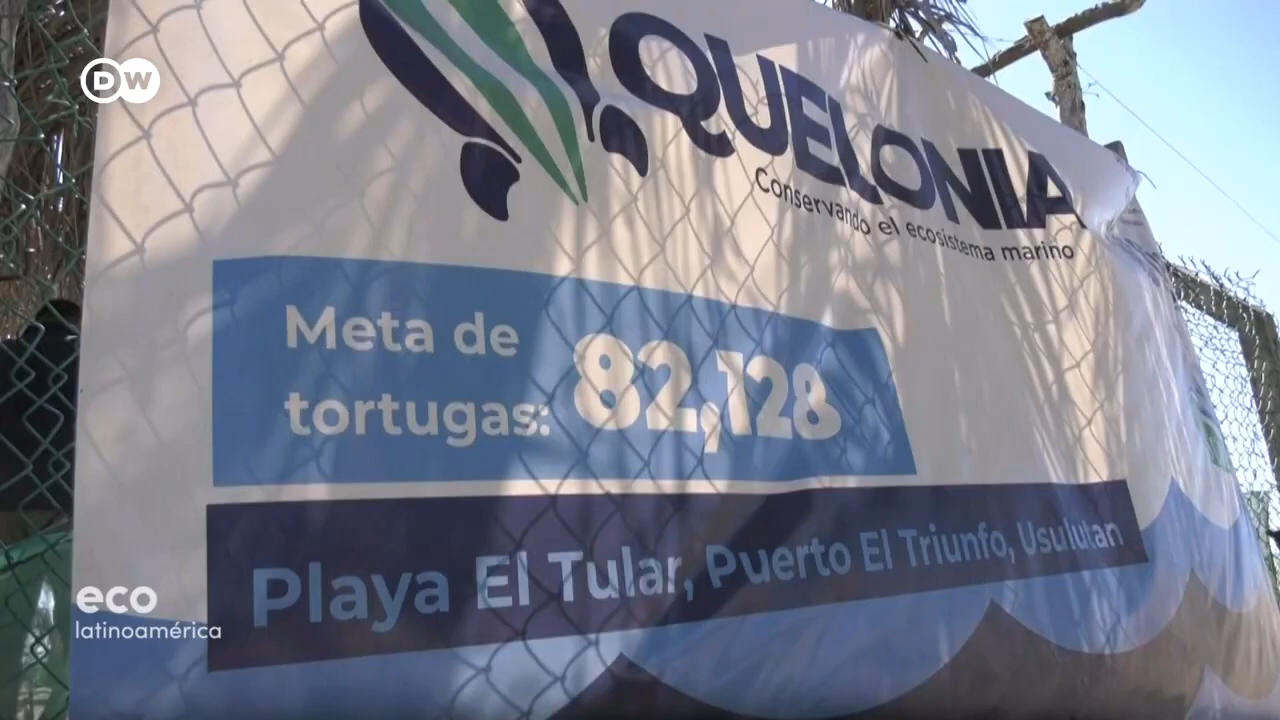 DW
QUELONIA
Conservando el ecosistema marino
Meta de
tortugas: 82,128
Playa El Tular, Puerto El Triunfo, Usulutan
eco
latinoamérica